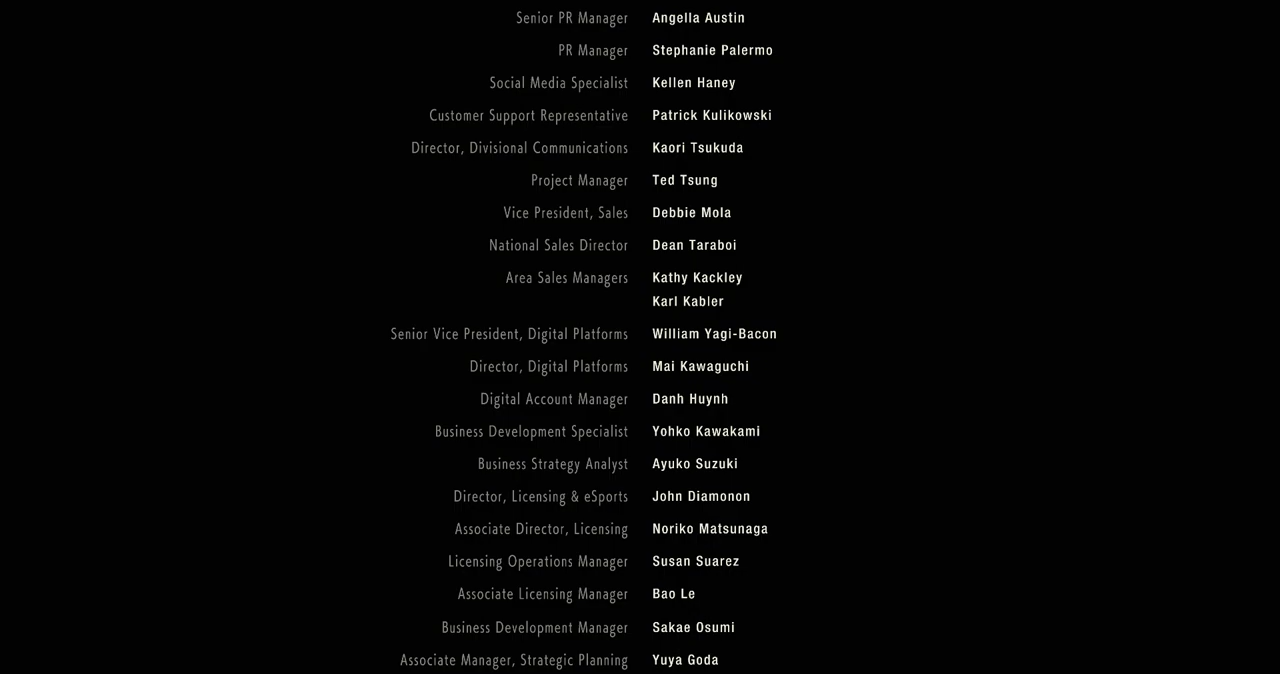 Senior PR Manager Angella Austin
PR Manager Stephanie Palermo
Social Media Specialist Kellen Haney
Customer Support Representative Patrick Kulikowski
Director, Divisional Communications Kaori Tsukuda
Project Manager Ted Tsung
Vice President, Sales Debbie Mola
National Sales Director Dean Taraboi
Area Sales Managers Kathy Kackley
Karl Kabler
Senior Vice President, Digital Platforms William Yagi-Bacon
Director, Digital Platforms Mai Kawaguchi
Digital Account Manager Danh Huynh
Business Development Specialist Yohko Kawakami
Business Strategy Analyst Ayuko Suzuki
Director, Licensing & eSports John Diamonon
Associate Director, Licensing Noriko Matsunaga
Licensing Operations Manager Susan Suarez
Associate Licensing Manager Bao Le
Business Development Manager Sakae Osumi
Associate Manager, Strategic Planning Yuya Goda